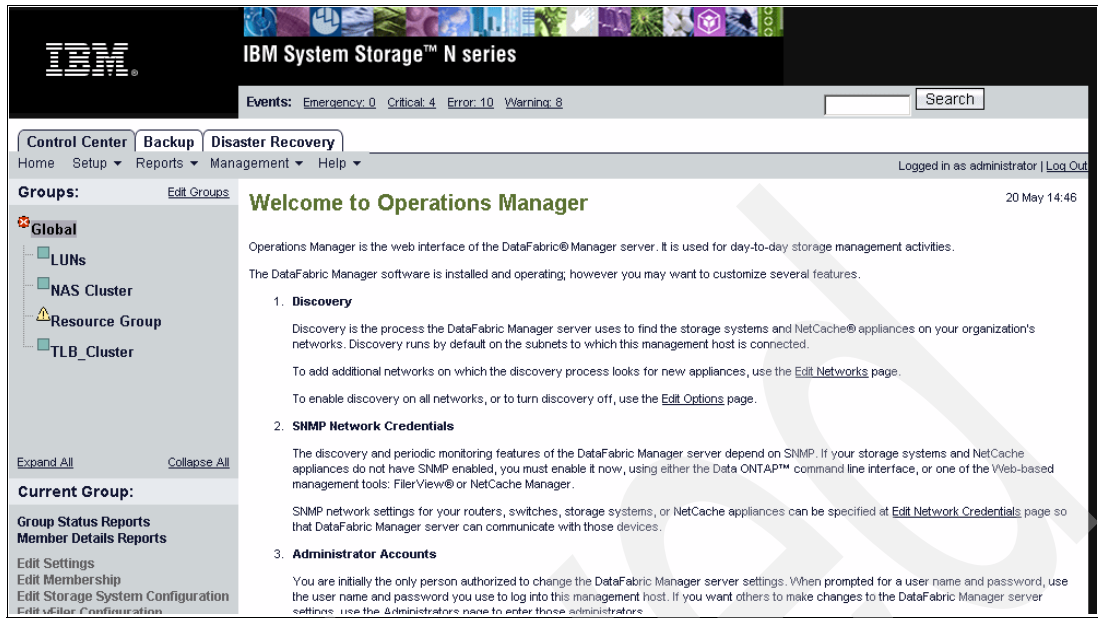 IBM®
IBM System Storage™ N series
Events: Emergency: 0 Critical: 4 Error: 10 Warning: 8
Search
Control Center Backup Disaster Recovery
Home Setup Reports Management Help
Logged in as administrator | Log Out
Groups: Edit Groups
Global
LUNs
NAS Cluster
Resource Group
TLB_Cluster
Expand All Collapse All
Current Group:
Group Status Reports
Member Details Reports
Edit Settings
Edit Membership
Edit Storage System Configuration
Edit vFiler Configuration
Welcome to Operations Manager
20 May 14:46
Operations Manager is the web interface of the DataFabric® Manager server. It is used for day-to-day storage management activities.
The DataFabric Manager software is installed and operating; however you may want to customize several features.
1. Discovery
Discovery is the process the DataFabric Manager server uses to find the storage systems and NetCache® appliances on your organization's
networks. Discovery runs by default on the subnets to which this management host is connected.
To add additional networks on which the discovery process looks for new appliances, use the Edit Networks page.
To enable discovery on all networks, or to turn discovery off, use the Edit Options page.
2. SNMP Network Credentials
The discovery and periodic monitoring features of the DataFabric Manager server depend on SNMP. If your storage systems and NetCache
appliances do not have SNMP enabled, you must enable it now, using either the Data ONTAP™ command line interface, or one of the Web-based
management tools: FilerView® or NetCache Manager.
SNMP network settings for your routers, switches, storage systems, or NetCache appliances can be specified at Edit Network Credentials page so
that DataFabric Manager server can communicate with those devices.
3. Administrator Accounts
You are initially the only person authorized to change the DataFabric Manager server settings. When prompted for a user name and password, use
the user name and password you use to log into this management host. If you want others to make changes to the DataFabric Manager server
settings, use the Administrators page to enter those administrators.